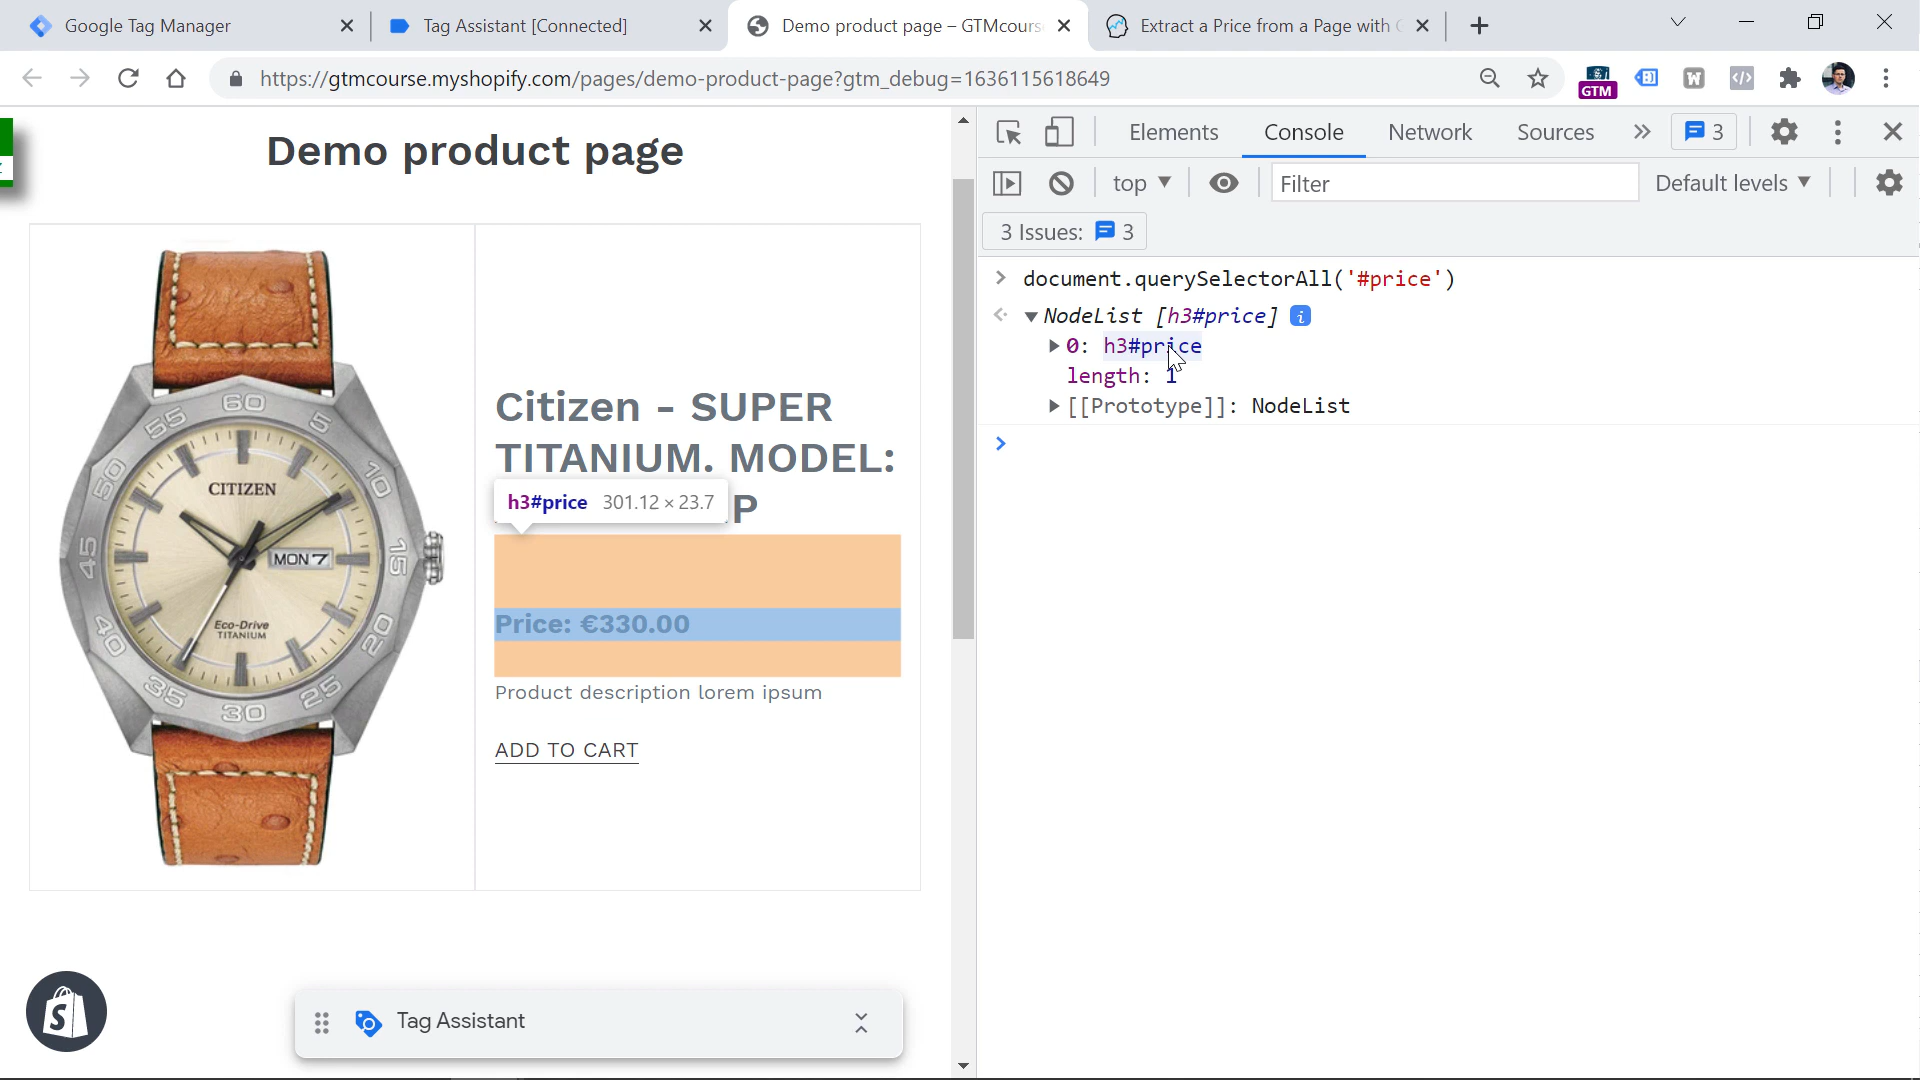 Google Tag Manager
Tag Assistant [Connected]
Demo product page – GTMcours
Extract a Price from a Page with
https://gtmcourse.myshopify.com/pages/demo-product-page?gtm_debug=1636115618649
GTM
W
Demo product page
60
55
5
50
10
CITIZEN
45
MON 7
15
Eco-Drive
TITANIUM
40
20
35
25
30
Citizen - SUPER
TITANIUM. MODEL:
P
h3#price 301.12 × 23.7
Price: €330.00
Product description lorem ipsum
ADD TO CART
Tag Assistant
Elements Console Network Sources » 3
top Filter Default levels
3 Issues: 3
> document.querySelectorAll('#price')
NodeList [h3#price] i
0: h3#price
length: 1
[[Prototype]]: NodeList
>